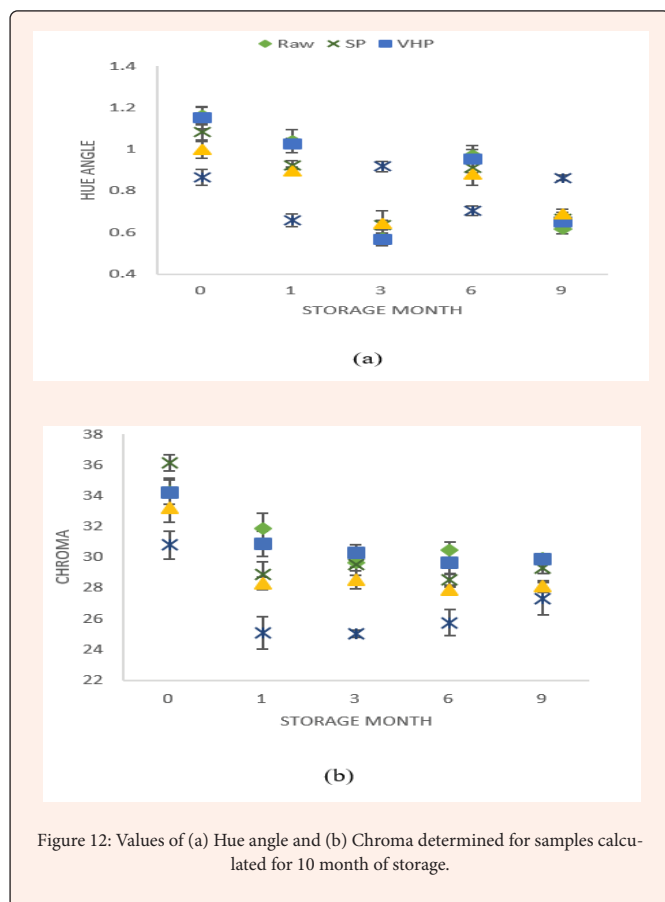 Raw SP VHP
1.4
1.2
1
0.8
0.6
0.4
HUE ANGLE
0 1 3 6 9
STORAGE MONTH
(a)
38
36
34
32
30
28
26
24
22
CHROMA
0 1 3 6 9
STORAGE MONTH
(b)
Figure 12: Values of (a) Hue angle and (b) Chroma determined for samples calcu-
lated for 10 month of storage.